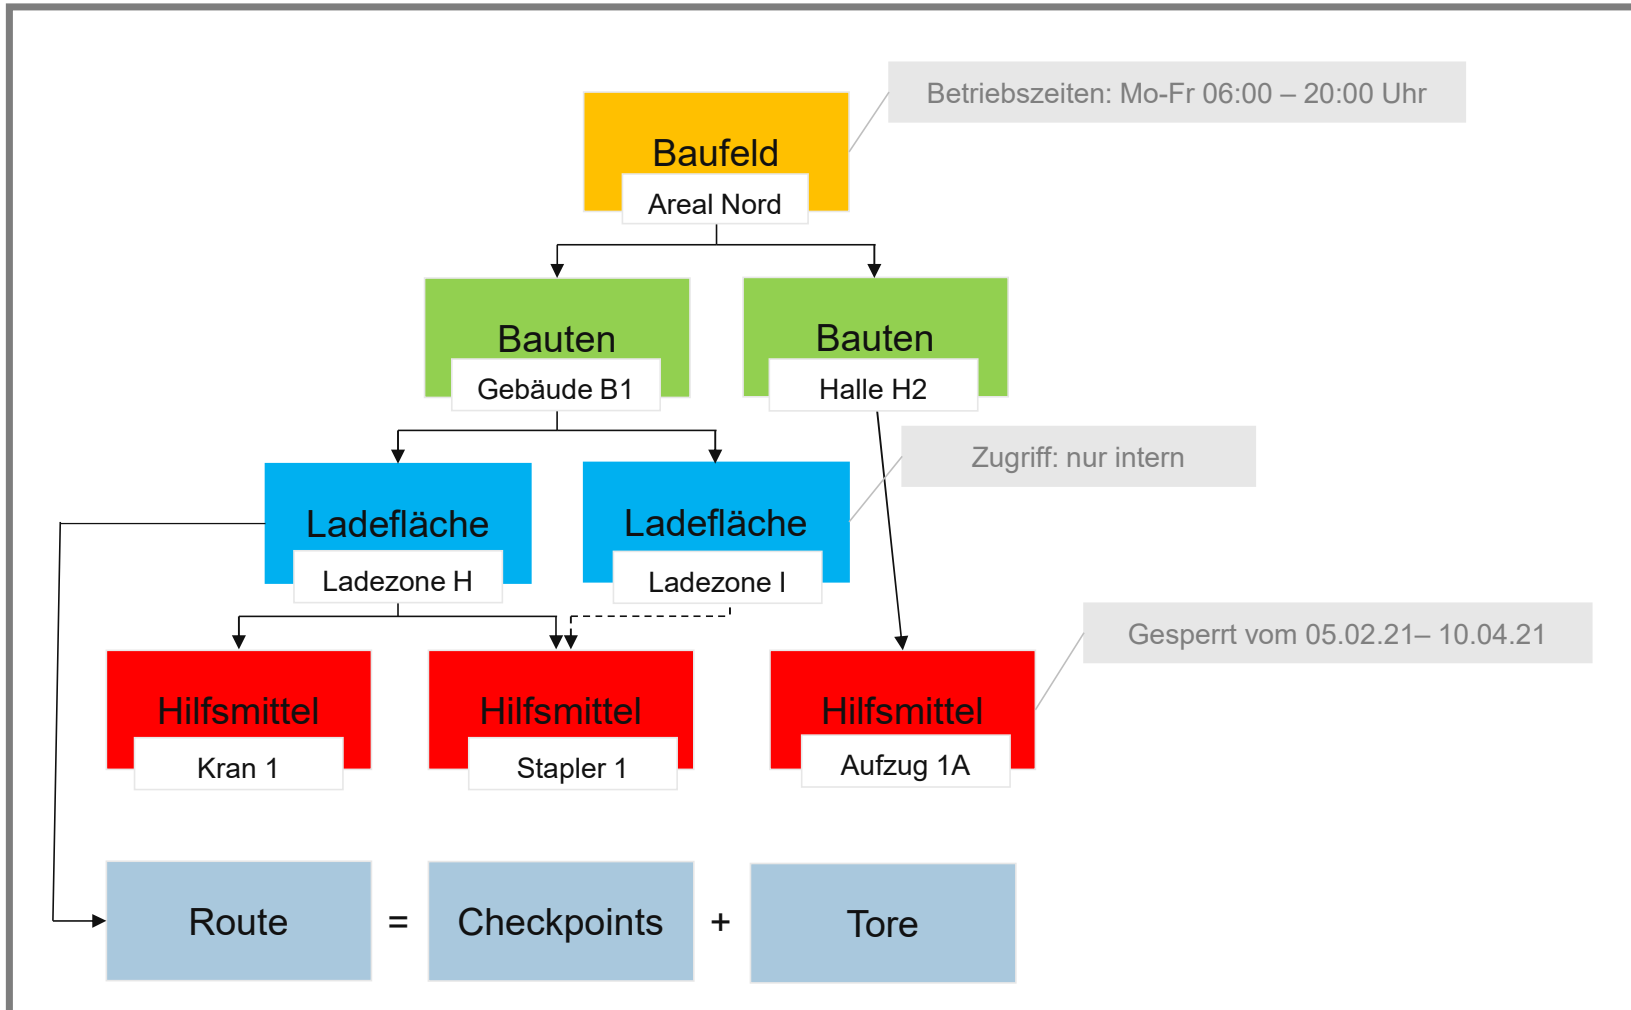 Betriebszeiten: Mo-Fr 06:00 – 20:00 Uhr
Baufeld
Areal Nord
Bauten
Gebäude B1
Bauten
Halle H2
Zugriff: nur intern
Ladefläche
Ladezone H
Ladefläche
Ladezone I
Gesperrt vom 05.02.21– 10.04.21
Hilfsmittel
Kran 1
Hilfsmittel
Stapler 1
Hilfsmittel
Aufzug 1A
Route = Checkpoints + Tore